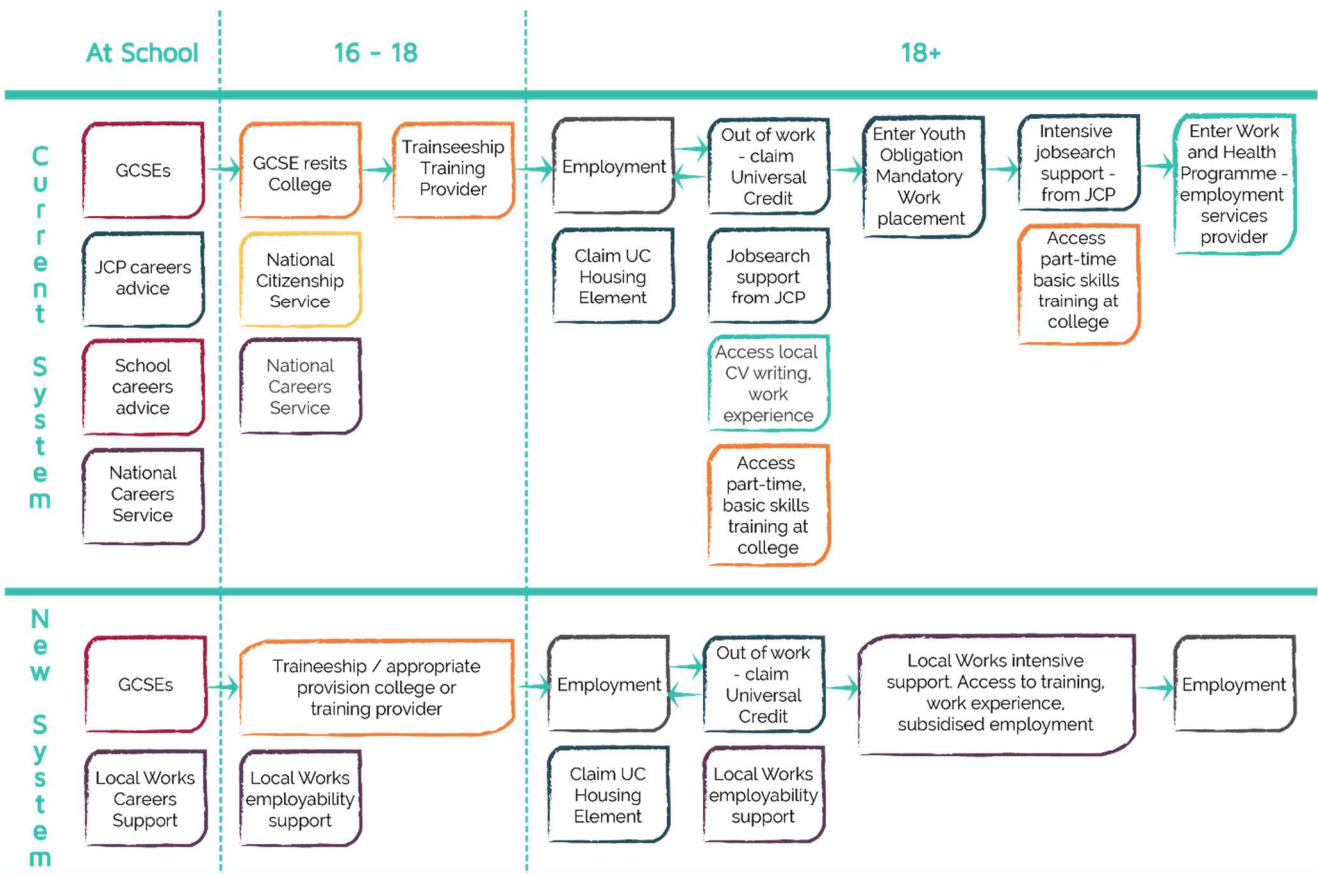 At School
16 - 18
18+
Current System
GCSEs
GCSE resits
College
Trainseeship
Training
Provider
Employment
Out of work
- claim
Universal
Credit
Enter Youth
Obligation
Mandatory
Work
placement
Intensive
jobsearch
support -
from JCP
Enter Work
and Health
Programme -
employment
services
provider
JCP careers
advice
National
Citizenship
Service
Claim UC
Housing
Element
Jobsearch
support
from JCP
Access
part-time
basic skills
training at
college
School
careers
advice
National
Careers
Service
Access local
CV writing,
work
experience
National
Careers
Service
Access
part-time,
basic skills
training at
college
New System
GCSEs
Traineeship / appropriate
provision college or
training provider
Employment
Out of work
- claim
Universal
Credit
Local Works intensive
support. Access to training,
work experience,
subsidised employment
Employment
Local Works
Careers
Support
Local Works
employability
support
Claim UC
Housing
Element
Local Works
employability
support